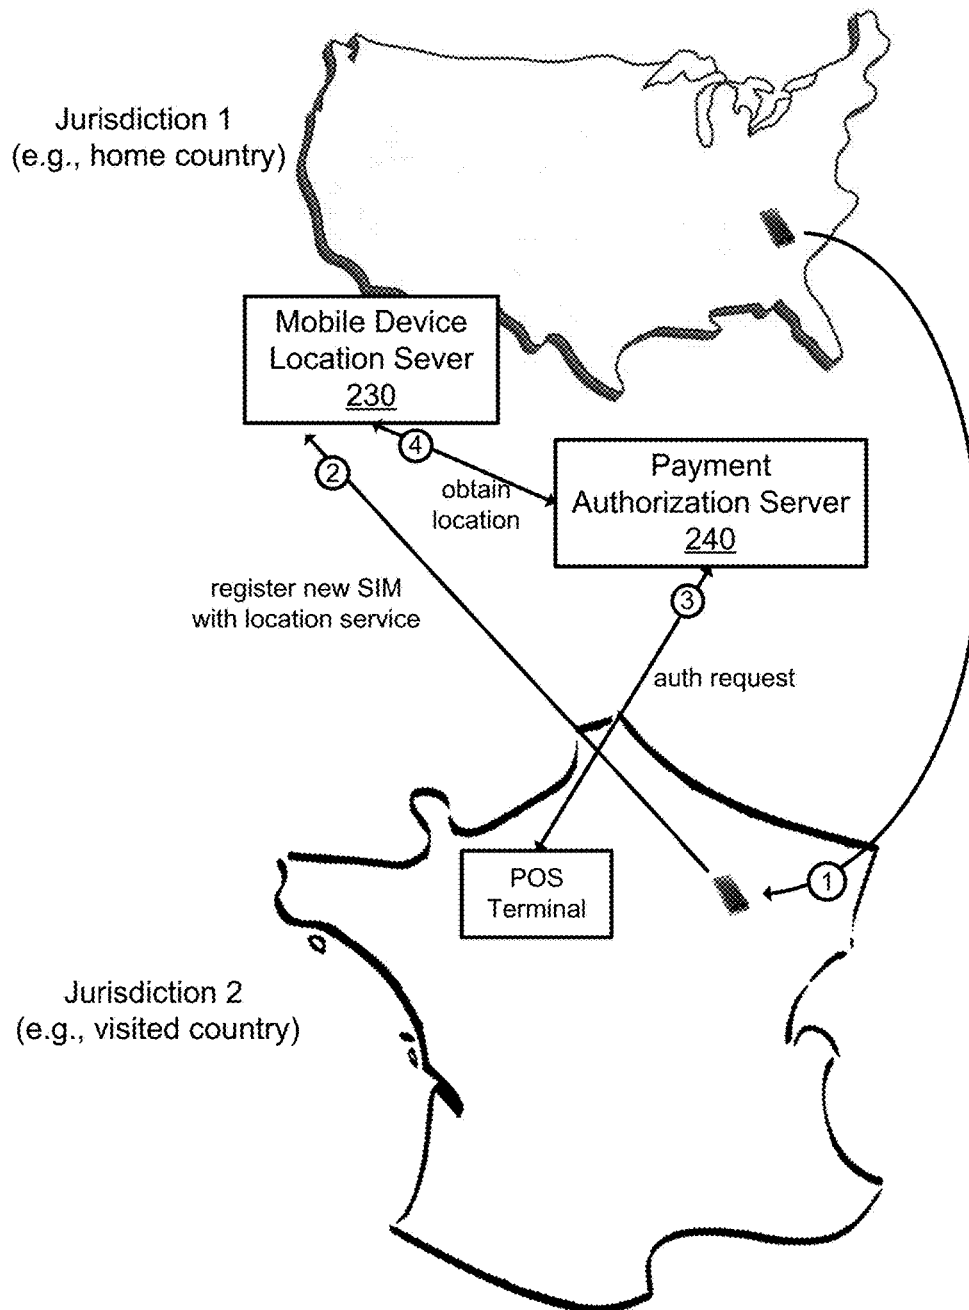 Jurisdiction 1
(e.g., home country)
Mobile Device
Location Sever
230
4
2
obtain
location
Payment
Authorization Server
240
register new SIM
with location service
3
auth request
POS
Terminal
1
Jurisdiction 2
(e.g., visited country)